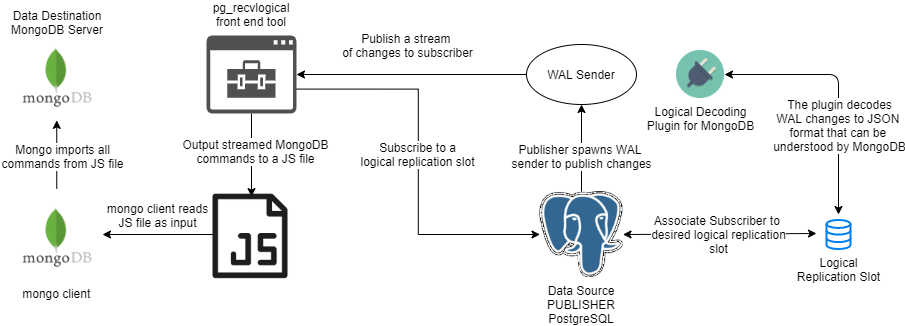 Data Destination
MongoDB Server
mongoDB
Mongo imports all
commands from JS file
mongoDB
mongo client
pg_recvlogical
front end tool
Output streamed MongoDB
commands to a JS file
mongo client reads
JS file as input
JS
Publish a stream
of changes to subscriber
Subscribe to a
logical replication slot
WAL Sender
Publisher spawns WAL
sender to publish changes
Data Source
PUBLISHER
PostgreSQL
Logical Decoding
Plugin for MongoDB
The plugin decodes
WAL changes to JSON
format that can be
understood by MongoDB
Associate Subscriber to
desired logical replication
slot
Logical
Replication Slot